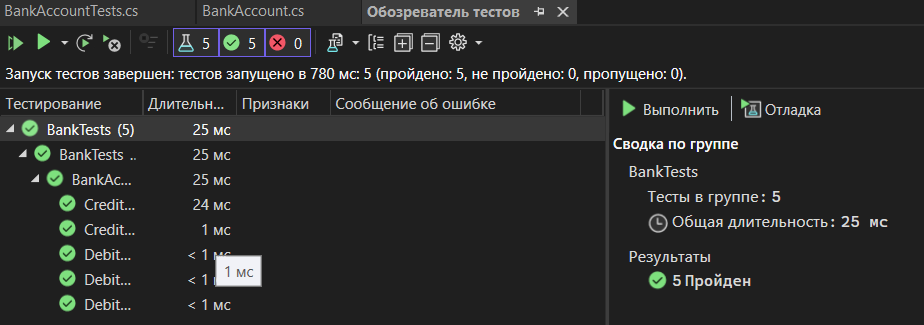 BankAccountTests.cs BankAccount.cs Обозреватель тестов
5 5 0
Запуск тестов завершен: тестов запущено в 780 мс: 5 (пройдено: 5, не пройдено: 0, пропущено: 0).
Тестирование Длительн... Признаки Сообщение об ошибке
BankTests (5) 25 мс
BankTests .. 25 мс
BankAc... 25 мс
Credit... 24 мс
Credit... 1 мс
Debit... < 1 мс
Debit... < 1 мс
Debit... < 1 мс
1 мс
Выполнить Отладка
Сводка по группе
BankTests
Тесты в группе: 5
Общая длительность: 25 мс
Результаты
5 Пройден